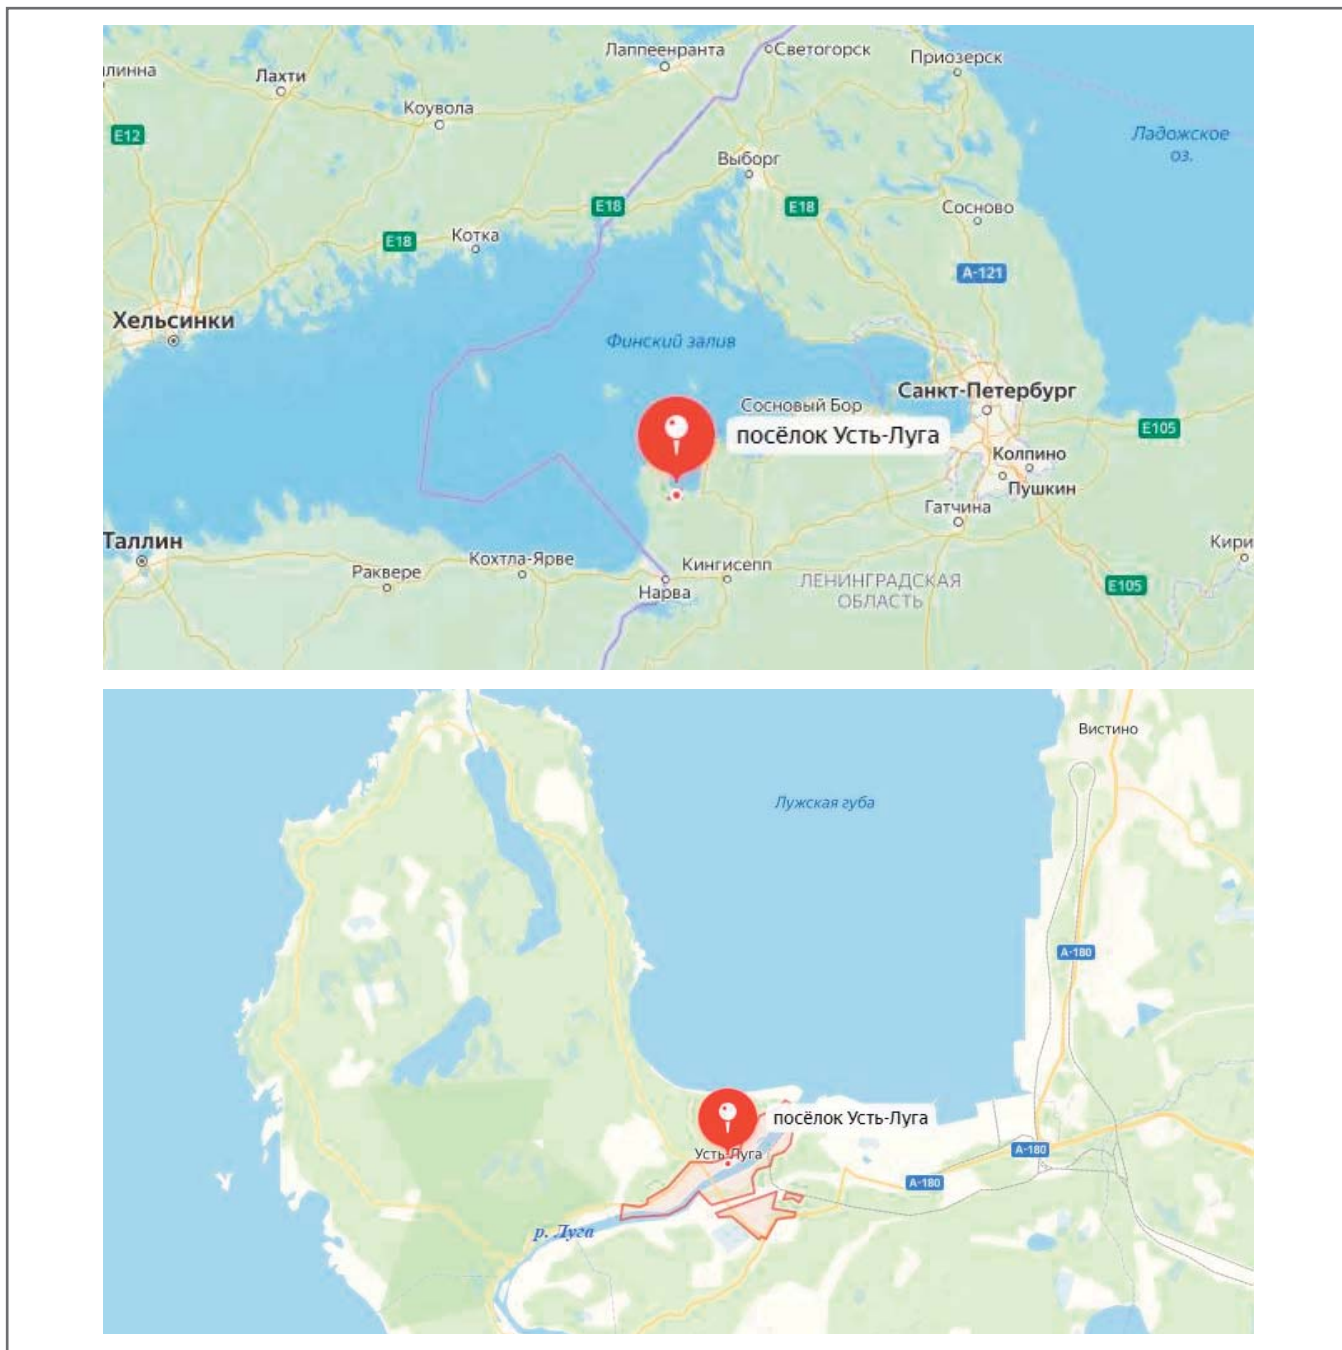 Лаппеенранта
Светогорск
Приозерск
линна
Лахти
Коувола
Ладожское
оз.
E12
Выборг
E18
E18
Сосново
Котка
E18
А-121
Хельсинки
Финский залив
Санкт-Петербург
Сосновый Бор
посёлок Усть-Луга
E105
Колпино
Пушкин
Гатчина
Таллин
Кохтла-Ярве
Раквере
Кингисепп
Нарва
ЛЕНИНГРАДСКАЯ
ОБЛАСТЬ
Кири
E105
Вистино
Лужская губа
А-180
посёлок Усть-Луга
Усть-Луга
А-180
А-180
р. Луга